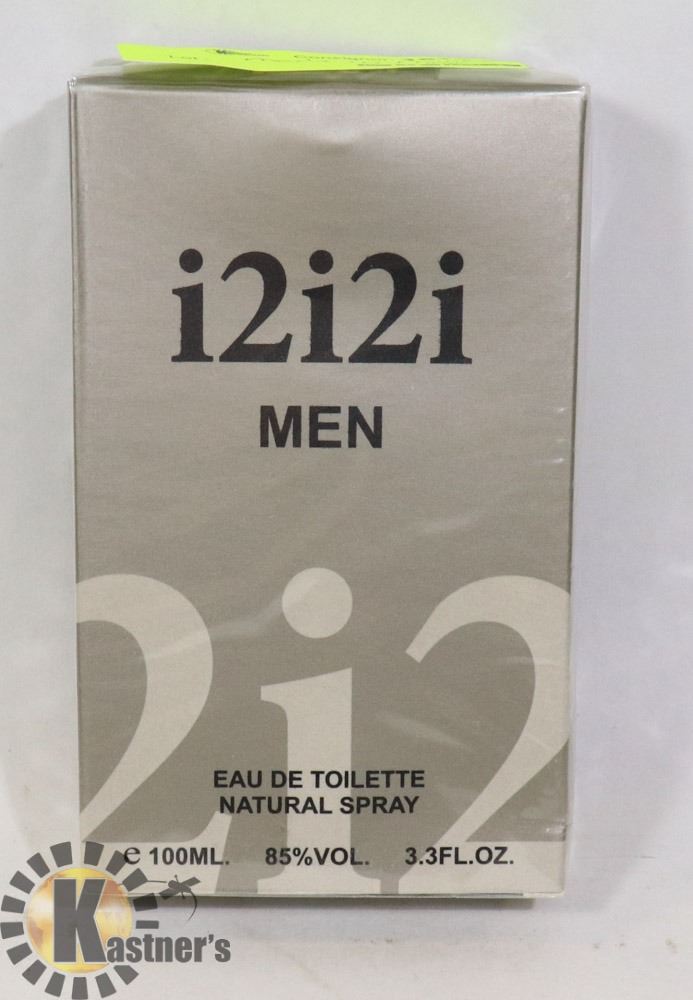 i2i2i
MEN
2i2
EAU DE TOILETTE
NATURAL SPRAY
e 100ML. 85%VOL. 3.3FL.OZ.
Kastner's